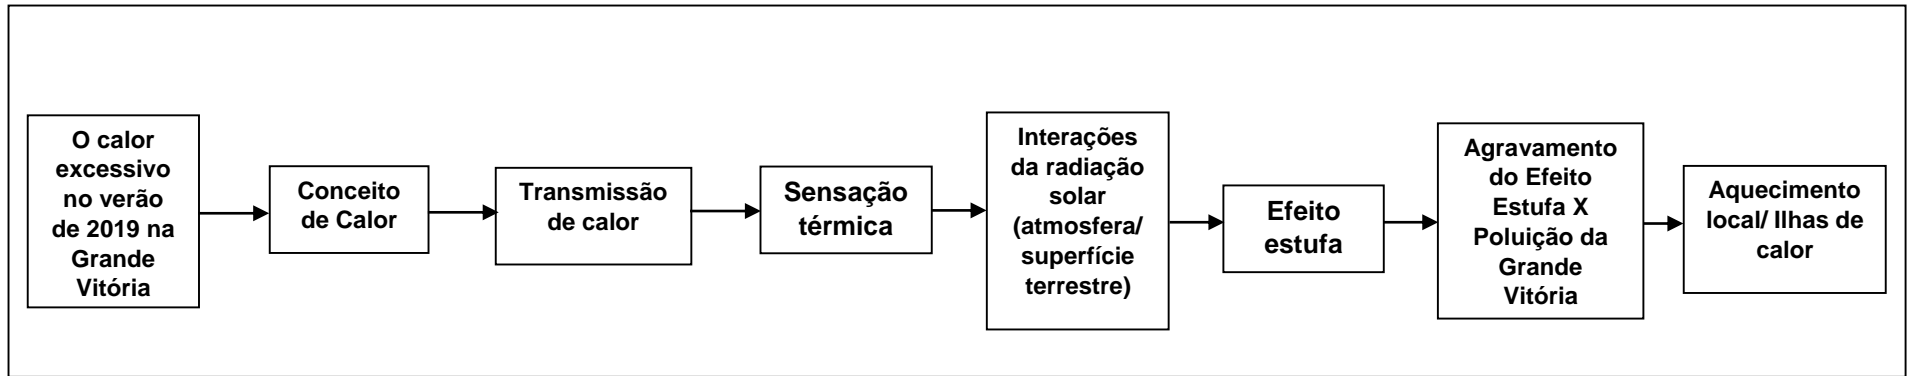 O calor
excessivo
no verão
de 2019 na
Grande
Vitória
Conceito
de Calor
Transmissão
de calor
Sensação
térmica
Interações
da radiação
solar
(atmosfera/
superfície
terrestre)
Efeito
estufa
Agravamento
do Efeito
Estufa X
Poluição da
Grande
Vitória
Aquecimento
local/ Ilhas de
calor